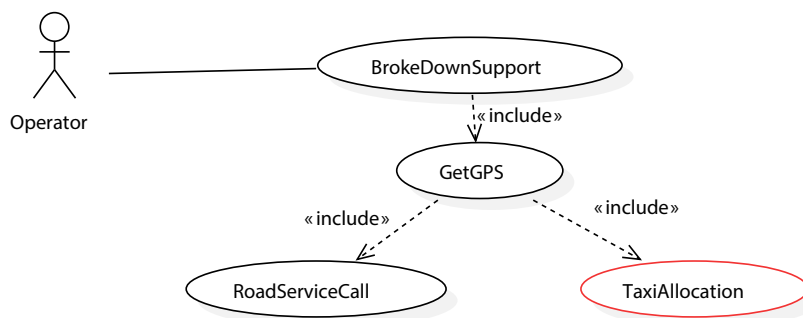 BrokeDownSupport
Operator
«include»
GetGPS
«include»
«include»
RoadServiceCall
TaxiAllocation